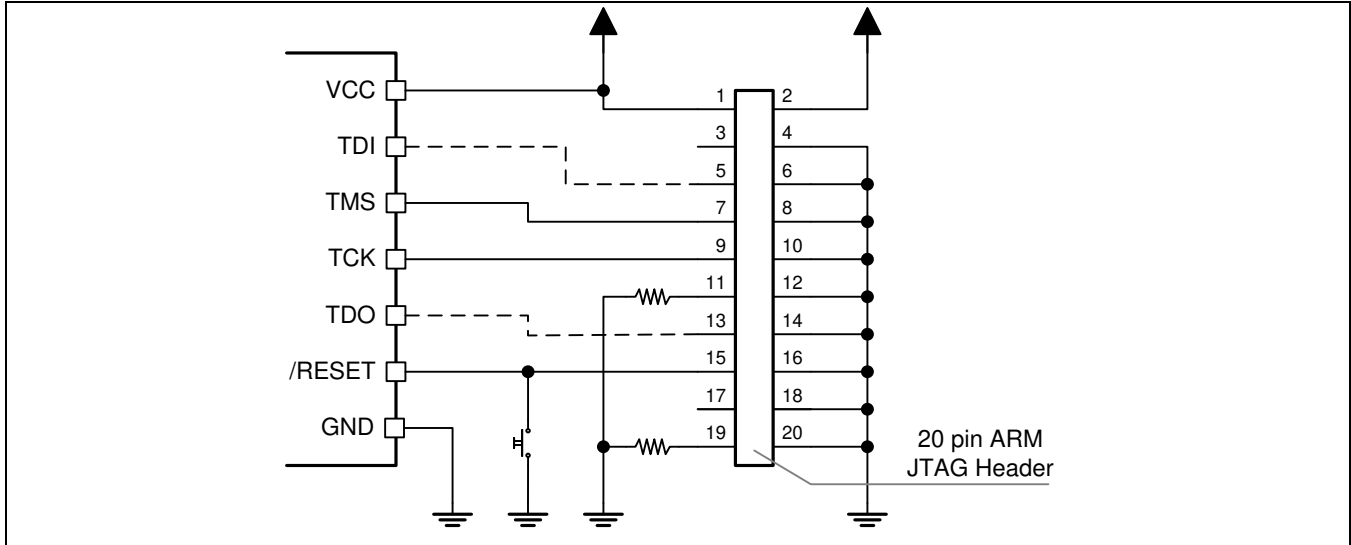 VCC
TDI
TMS
TCK
TDO
/RESET
GND
1 2
3 4
5 6
7 8
9 10
11 12
13 14
15 16
17 18
19 20
20 pin ARM
JTAG Header